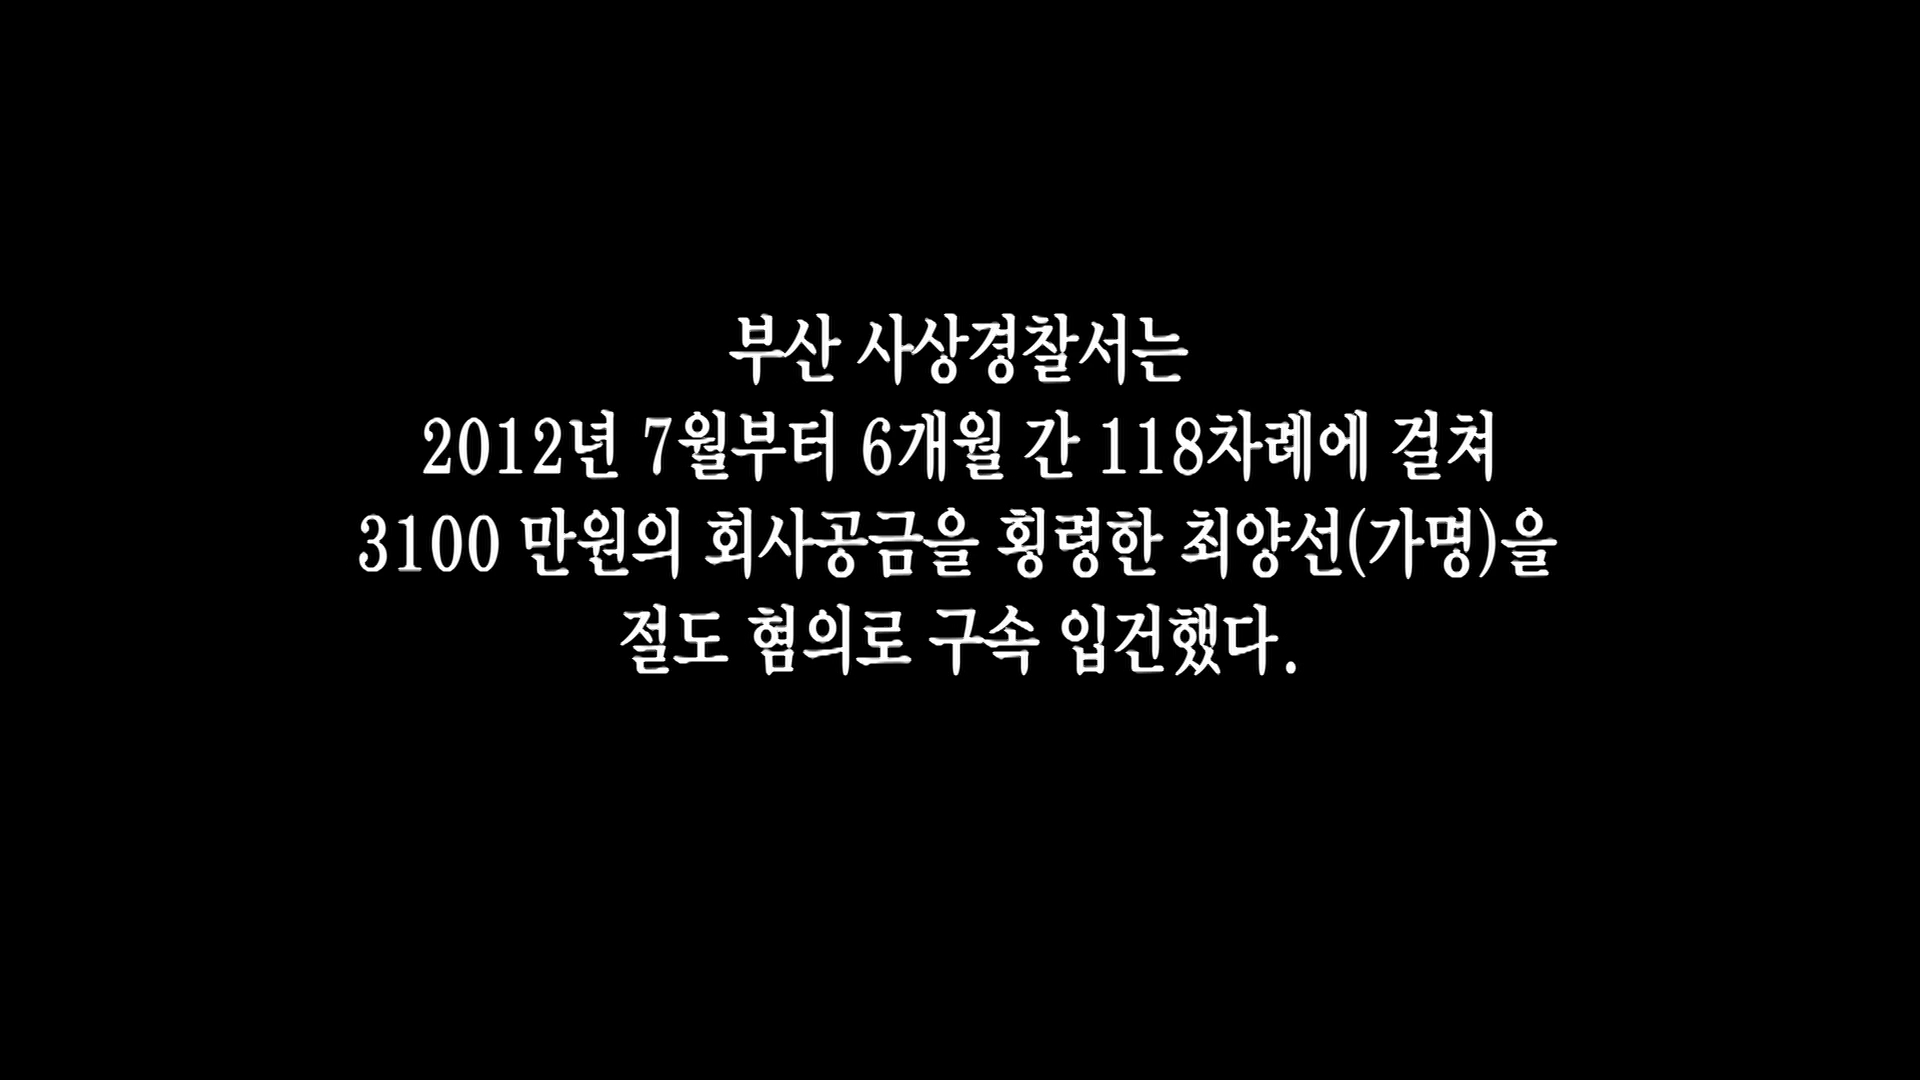 부산 사상경찰서는
2012년 7월부터 6개월 간 118차례에 걸쳐
3100 만원의 회사공금을 횡령한 최양선(가명)을
절도 혐의로 구속 입건했다.